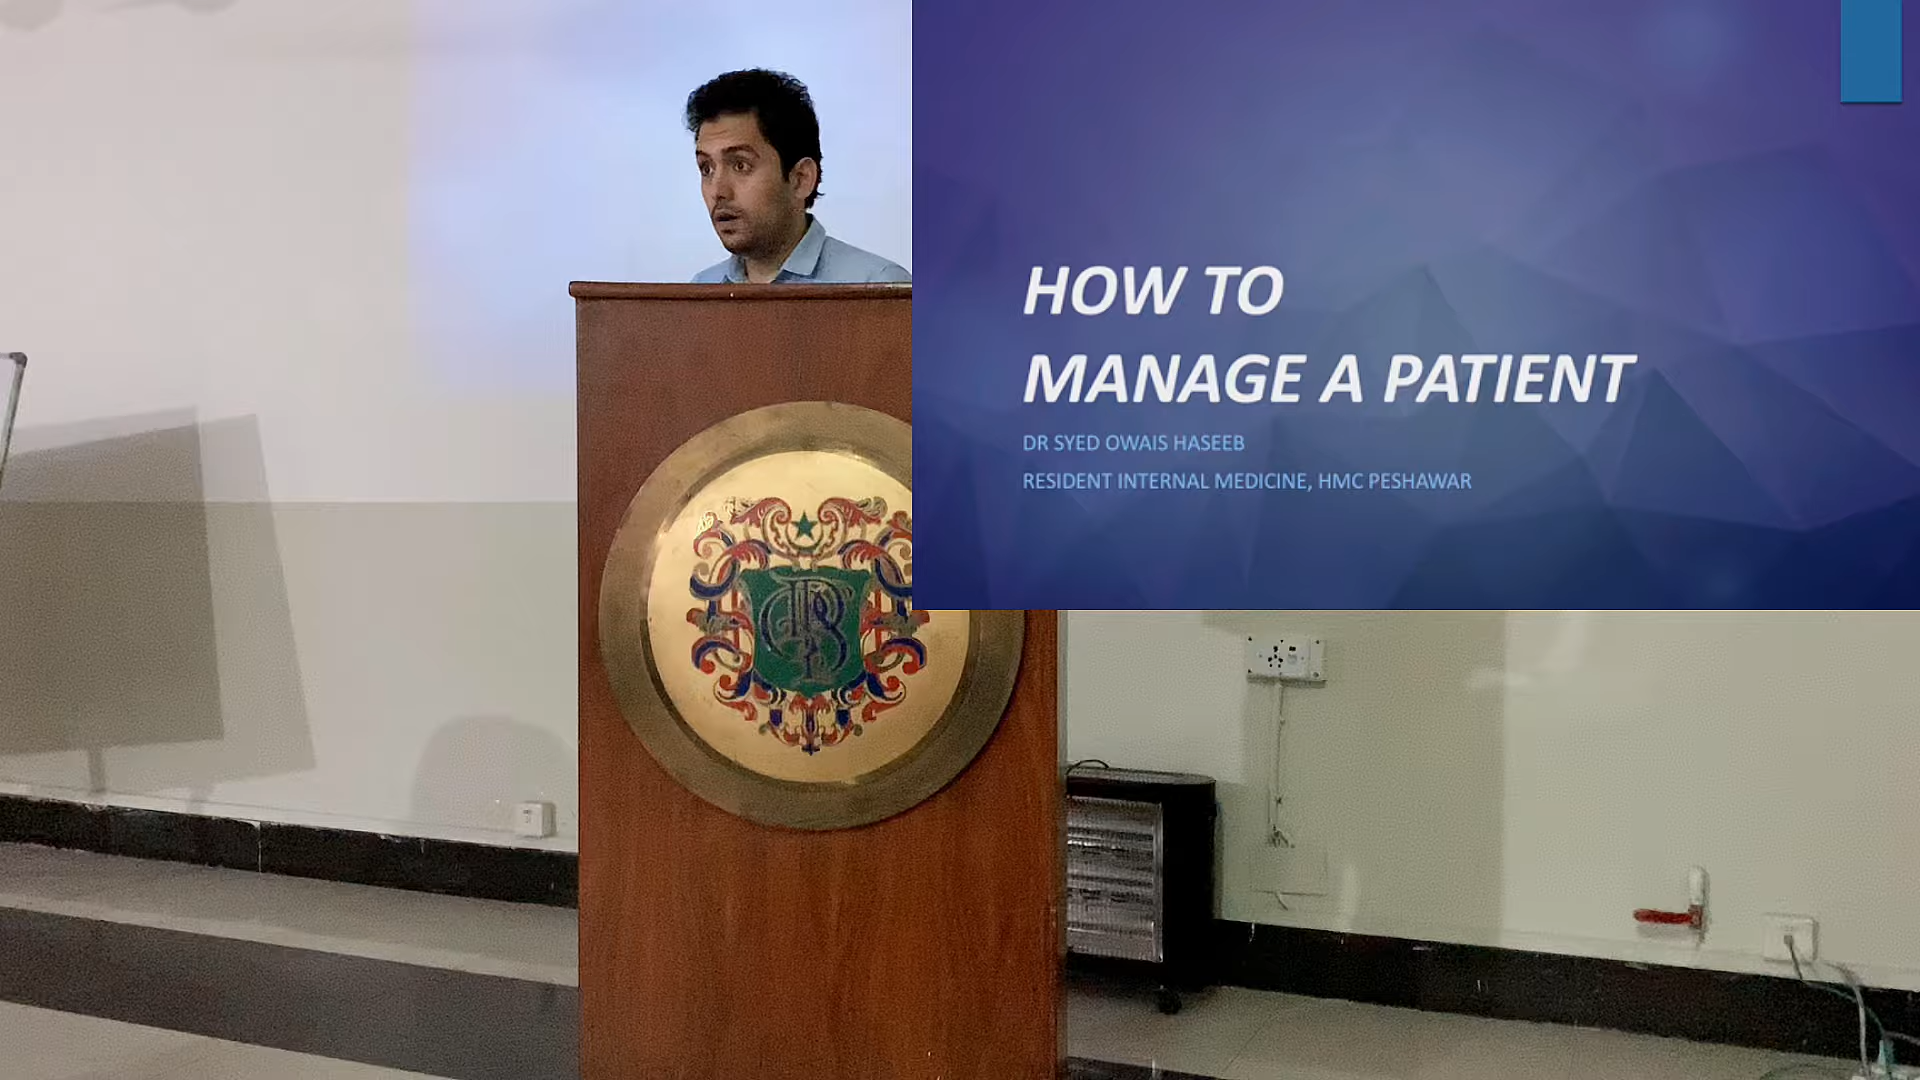 HOW TO
MANAGE A PATIENT
DR SYED OWAIS HASEEB
RESIDENT INTERNAL MEDICINE, HMC PESHAWAR